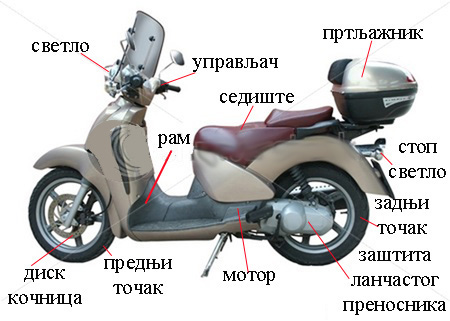 светло
управљач
пртљажник
седиште
рам
стоп
светло
задњи
точак
диск
кочница
предњи
точак
мотор
заштита
ланчастог
преносника